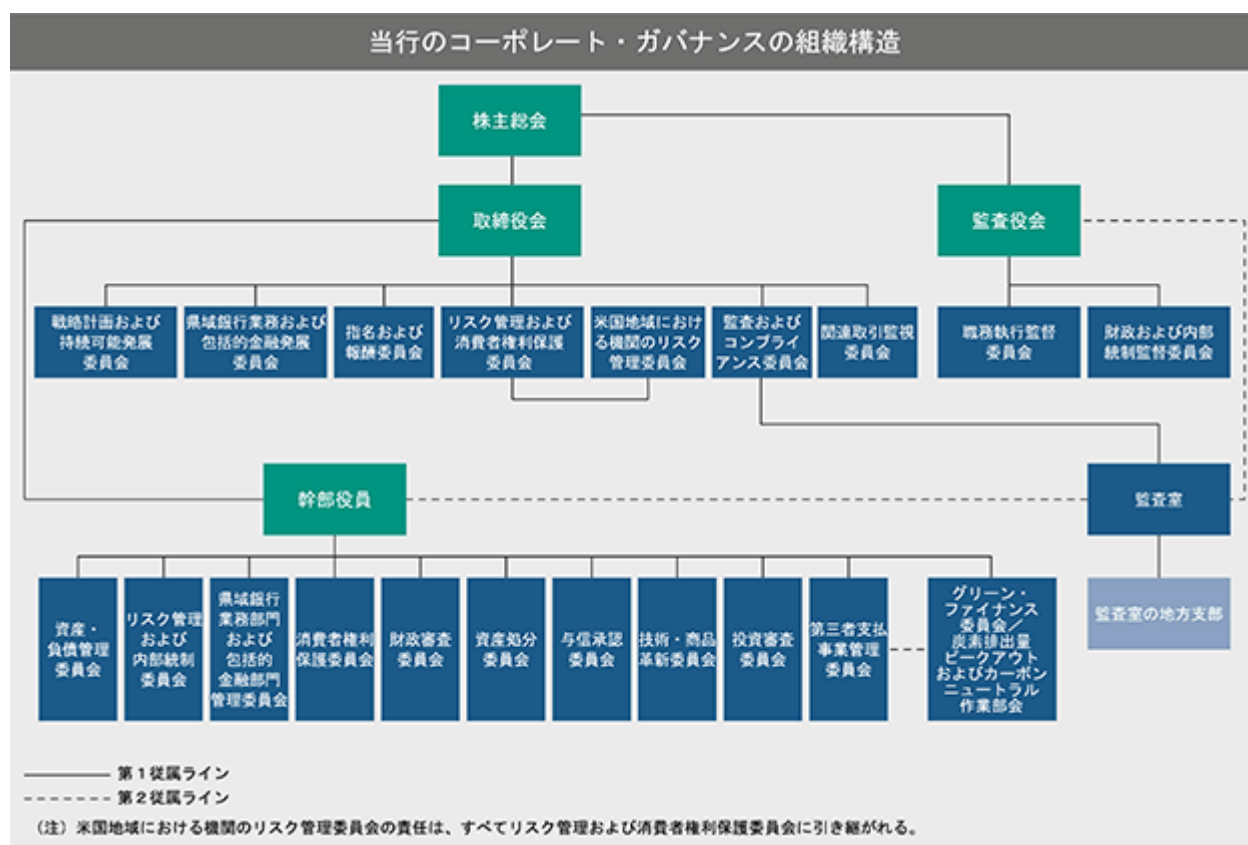 当行のコーポレート・ガバナンスの組織構造
株主総会
取締役会
監査役会
戦略計画および
持続可能発展
委員会
県域銀行業務および
包括的金融発展
委員会
指名および
報酬委員会
リスク管理および
消費者権利保護
委員会
米国地域におけ
る機関のリスク
管理委員会
監査および
コンプライ
アンス委員会
関連取引監視
委員会
職務執行監督
委員会
財政および内部
統制監督委員会
幹部役員
監査室
資産・
負債管理
委員会
リスク管理
および
内部統制
委員会
県域銀行
業務部門
および
包括的
金融部門
管理委員会
消費者権利
保護委員会
財政審査
委員会
資産処分
委員会
与信承認
委員会
技術・商品
革新委員会
投資審査
委員会
第三者支払
事業管理
委員会
グリーン・
ファイナンス
委員会／
炭素排出量
ピークアウト
およびカーボン
ニュートラル
作業部会
監査室の地方支部
第１従属ライン
第２従属ライン
（注）米国地域における機関のリスク管理委員会の責任は、すべてリスク管理および消費者権利保護委員会に引き継がれる。